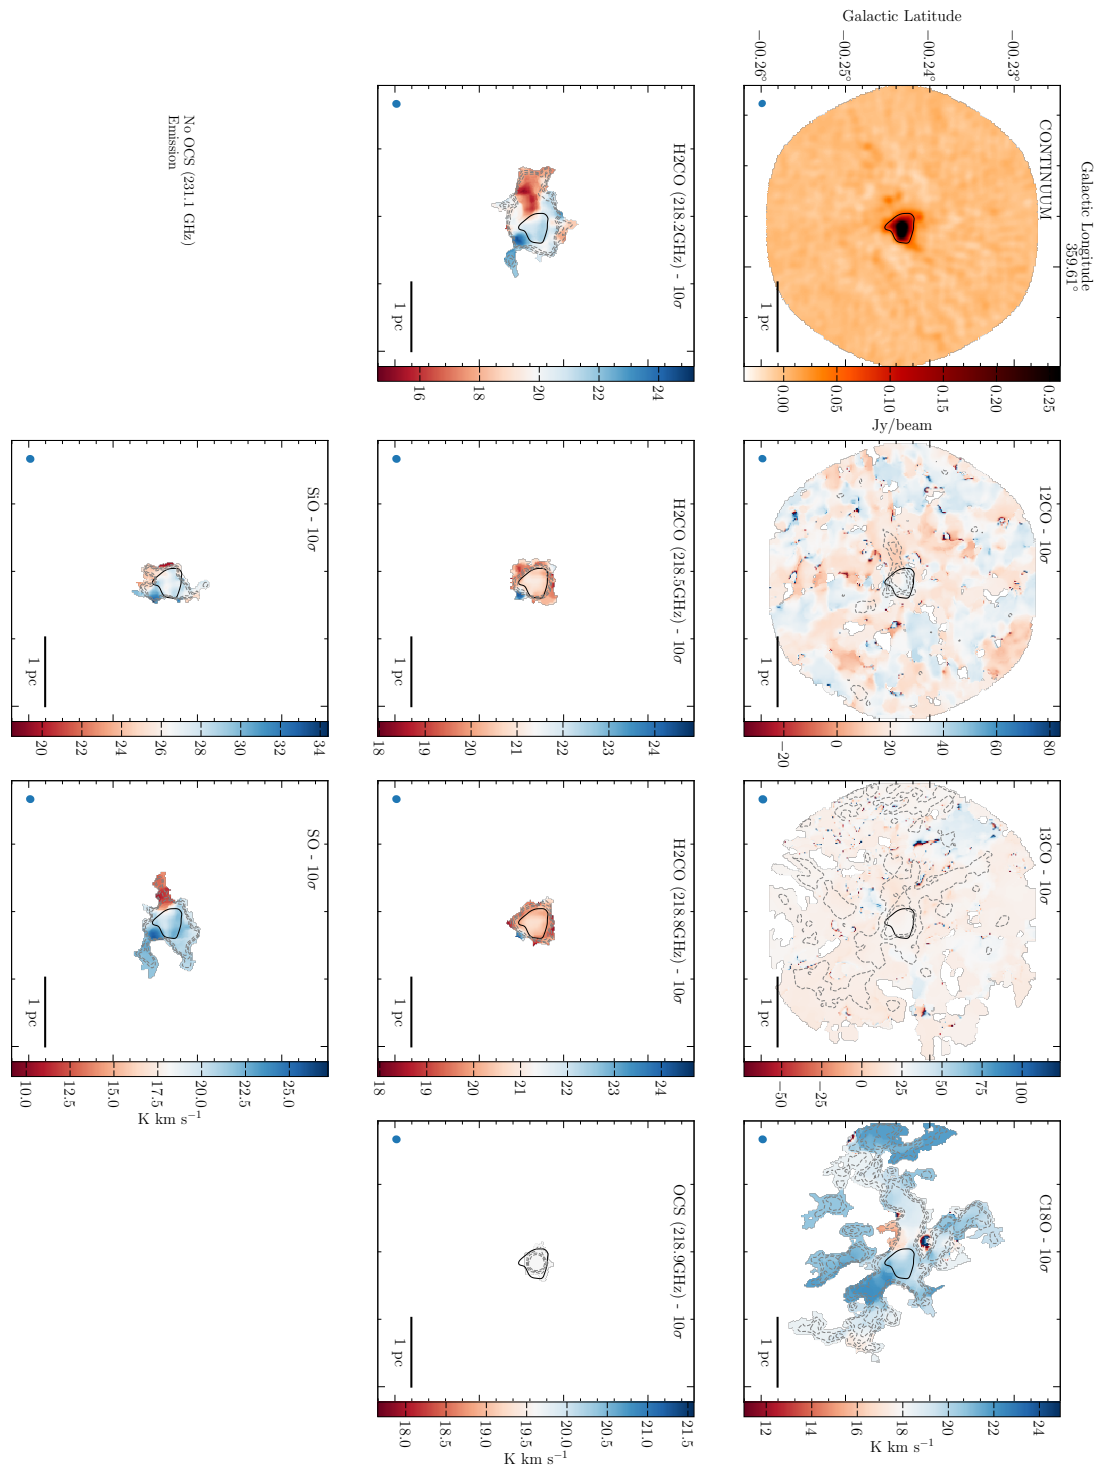 Galactic Latitude
−00.26°
−00.25°
−00.24°
−00.23°
Galactic Longitude
359.61°
CONTINUUM
1 pc
0.00
0.05
0.10
0.15
0.20
0.25
Jy/beam
12CO - 10σ
1 pc
−20
0
20
40
60
80
13CO - 10σ
1 pc
−50
−25
0
25
50
75
100
C18O - 10σ
1 pc
12
14
16
18
20
22
24
K km s⁻¹
H2CO (218.2GHz) - 10σ
1 pc
16
18
20
22
24
H2CO (218.5GHz) - 10σ
1 pc
18
19
20
21
22
23
24
H2CO (218.8GHz) - 10σ
1 pc
18
19
20
21
22
23
24
OCS (218.9GHz) - 10σ
1 pc
18.0
18.5
19.0
19.5
20.0
20.5
21.0
21.5
K km s⁻¹
No OCS (231.1 GHz)
Emission
SiO - 10σ
1 pc
20
22
24
26
28
30
32
34
SO - 10σ
1 pc
10.0
12.5
15.0
17.5
20.0
22.5
25.0
K km s⁻¹